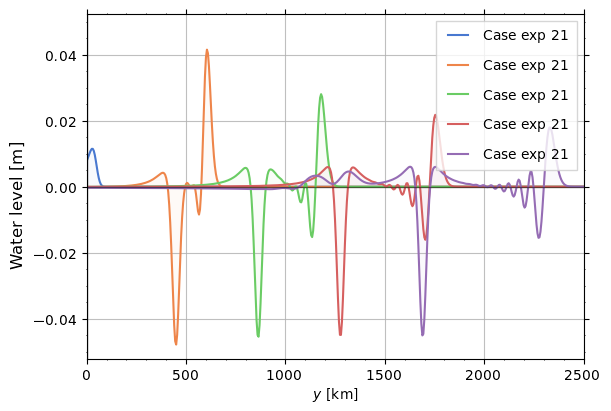 Case exp 21
Case exp 21
Case exp 21
Case exp 21
Case exp 21
0.04
0.02
0.00
−0.02
−0.04
Water level [m]
0 500 1000 1500 2000 2500
y [km]